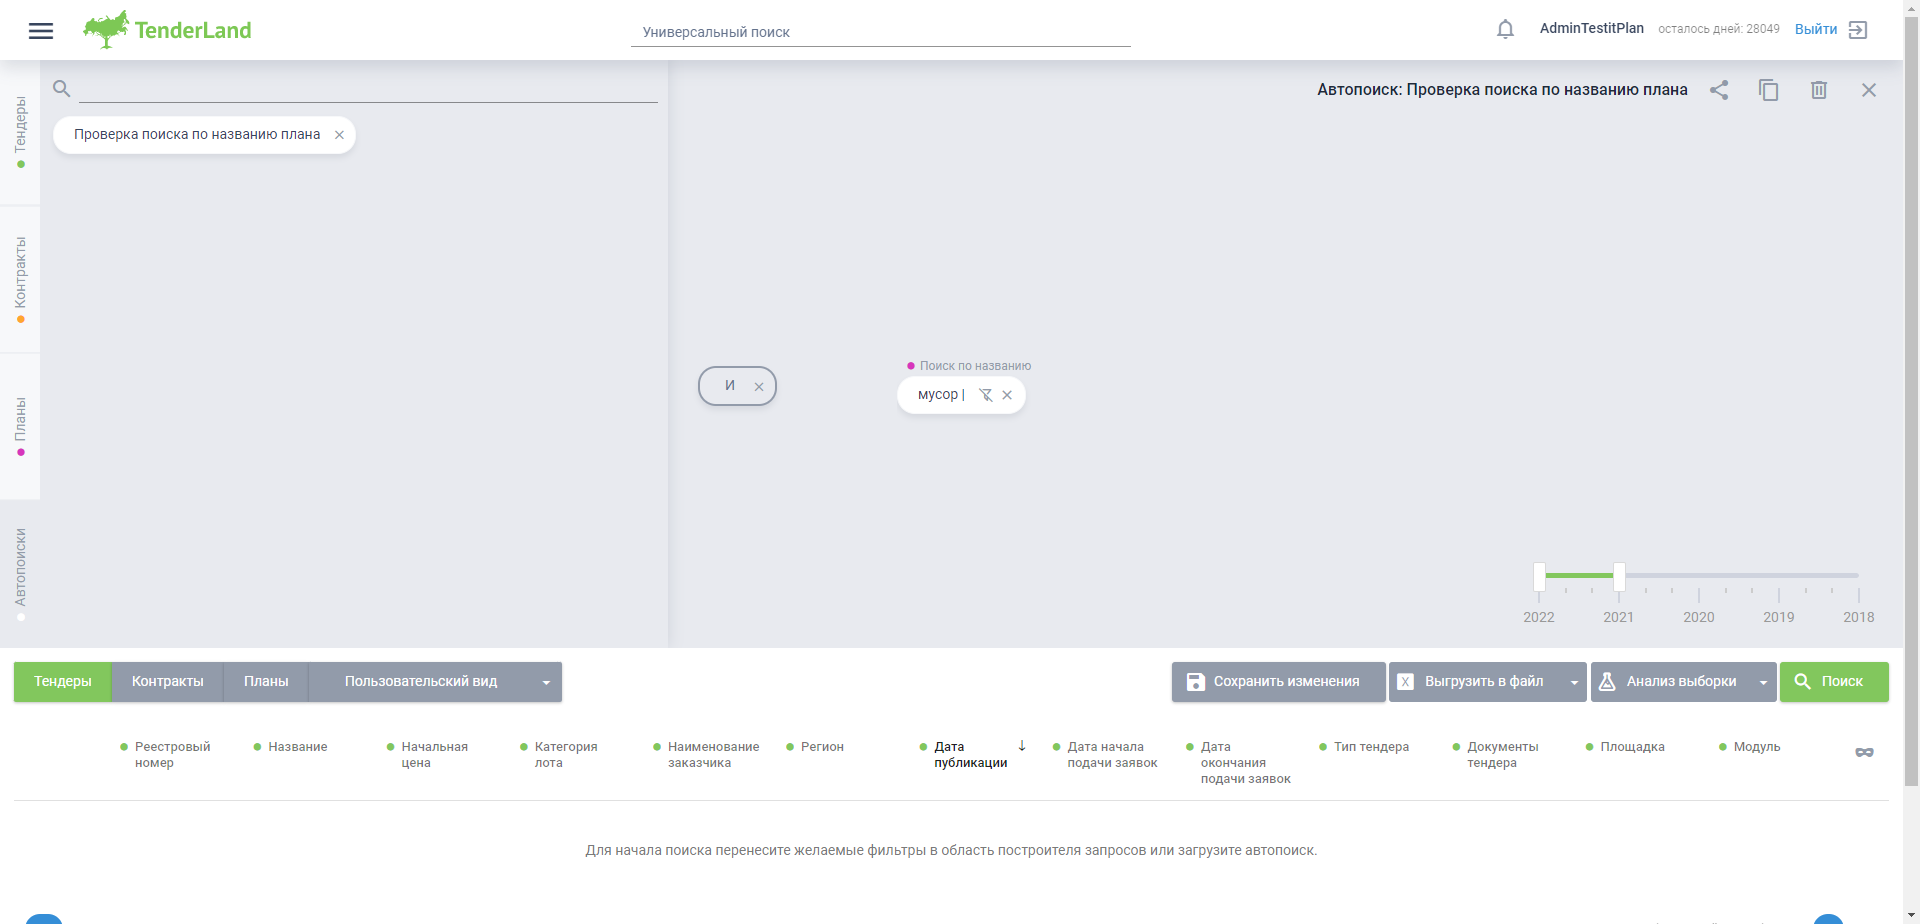 TenderLand
Универсальный поиск
AdminTestitPlan
осталось дней: 28049
Выйти
Тендеры
Контракты
Планы
Автопоиски
Проверка поиска по названию плана
Автопоиск: Проверка поиска по названию плана
И
Поиск по названию
мусор |
2022
2021
2020
2019
2018
Тендеры
Контракты
Планы
Пользовательский вид
Сохранить изменения
X
Выгрузить в файл
Анализ выборки
Поиск
Реестровый
номер
Название
Начальная
цена
Категория
лота
Наименование
заказчика
Регион
Дата
публикации
Дата начала
подачи заявок
Дата
окончания
подачи заявок
Тип тендера
Документы
тендера
Площадка
Модуль
Для начала поиска перенесите желаемые фильтры в область построителя запросов или загрузите автопоиск.